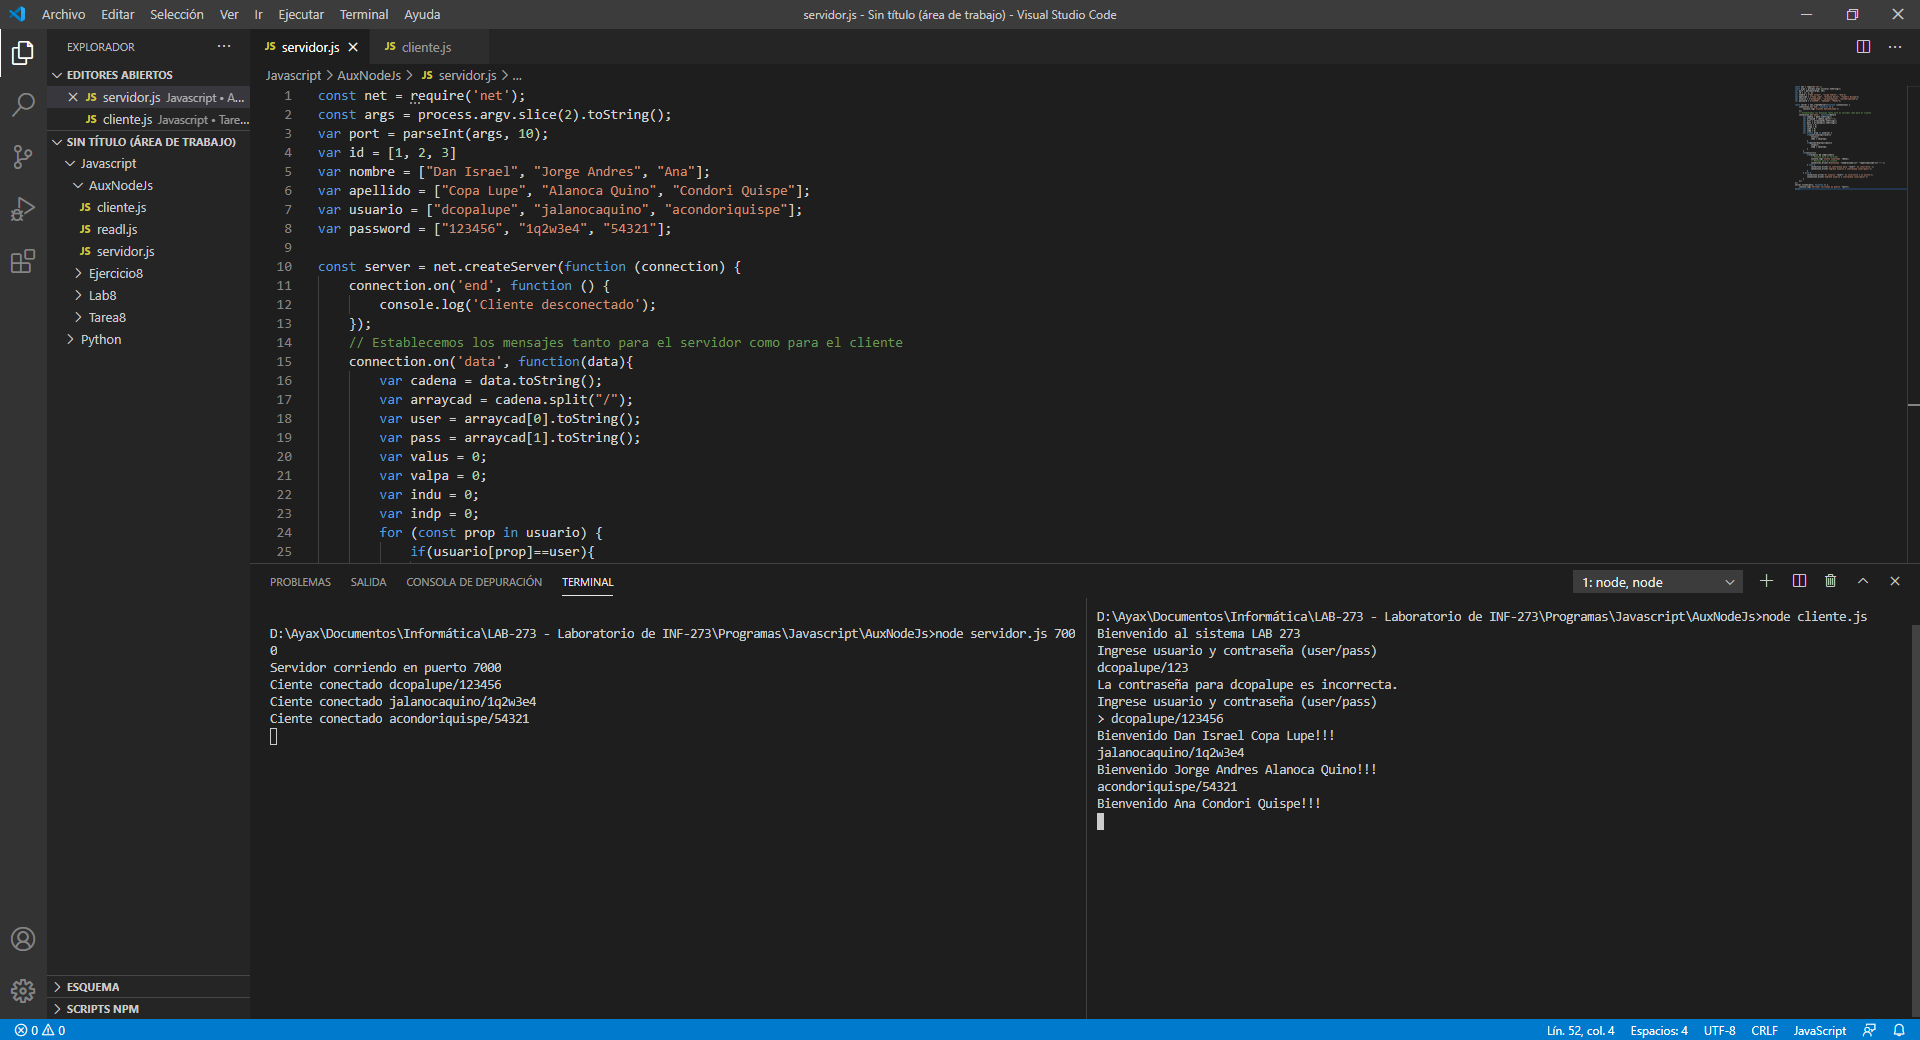 Archivo Editar Selección Ver Ir Ejecutar Terminal Ayuda
servidor.js - Sin título (área de trabajo) - Visual Studio Code
EXPLORADOR
EDITORES ABIERTOS
JS servidor.js Javascript • A...
JS cliente.js Javascript • Tare...
SIN TÍTULO (ÁREA DE TRABAJO)
Javascript
AuxNodeJs
JS cliente.js
JS readl.js
JS servidor.js
Ejercicio8
Lab8
Tarea8
Python
ESQUEMA
SCRIPTS NPM
JS servidor.js JS cliente.js
Javascript > AuxNodeJs > JS servidor.js > ...
1 const net = require('net');
2 const args = process.argv.slice(2).toString();
3 var port = parseInt(args, 10);
4 var id = [1, 2, 3]
5 var nombre = ["Dan Israel", "Jorge Andres", "Ana"];
6 var apellido = ["Copa Lupe", "Alanoca Quino", "Condori Quispe"];
7 var usuario = ["dcopalupe", "jalanocaquino", "acondoriquispe"];
8 var password = ["123456", "1q2w3e4", "54321"];
9
10 const server = net.createServer(function (connection) {
11 connection.on('end', function () {
12 console.log('Cliente desconectado');
13 });
14 // Establecemos los mensajes tanto para el servidor como para el cliente
15 connection.on('data', function(data){
16 var cadena = data.toString();
17 var arraycad = cadena.split("/");
18 var user = arraycad[0].toString();
19 var pass = arraycad[1].toString();
20 var valus = 0;
21 var valpa = 0;
22 var indu = 0;
23 var indp = 0;
24 for (const prop in usuario) {
25 if(usuario[prop]==user){
PROBLEMAS SALIDA CONSOLA DE DEPURACIÓN TERMINAL
1: node, node
D:\Ayax\Documentos\Informática\LAB-273 - Laboratorio de INF-273\Programas\Javascript\AuxNodeJs>node servidor.js 700
0
Servidor corriendo en puerto 7000
Ciente conectado dcopalupe/123456
Ciente conectado jalanocaquino/1q2w3e4
Ciente conectado acondoriquispe/54321
D:\Ayax\Documentos\Informática\LAB-273 - Laboratorio de INF-273\Programas\Javascript\AuxNodeJs>node cliente.js
Bienvenido al sistema LAB 273
Ingrese usuario y contraseña (user/pass)
dcopalupe/123
La contraseña para dcopalupe es incorrecta.
Ingrese usuario y contraseña (user/pass)
> dcopalupe/123456
Bienvenido Dan Israel Copa Lupe!!!
jalanocaquino/1q2w3e4
Bienvenido Jorge Andres Alanoca Quino!!!
acondoriquispe/54321
Bienvenido Ana Condori Quispe!!!
0 0
Lín. 52, col. 4 Espacios: 4 UTF-8 CRLF JavaScript